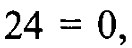 24 = 0,